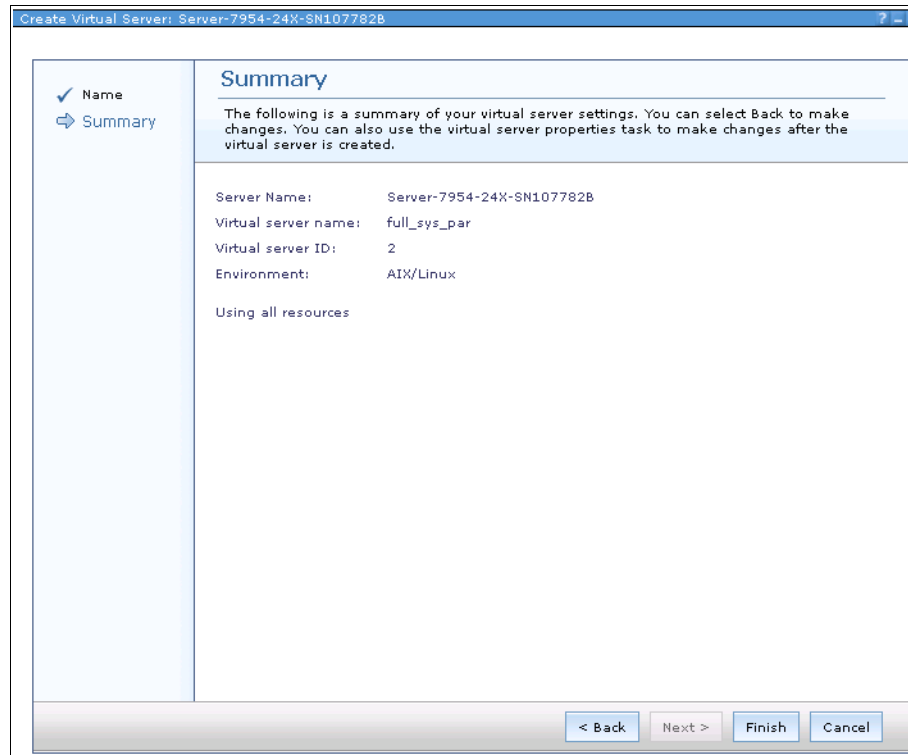 Create Virtual Server: Server-7954-24X-SN107782B ? –
Name
Summary
Summary
The following is a summary of your virtual server settings. You can select Back to make
changes. You can also use the virtual server properties task to make changes after the
virtual server is created.
Server Name: Server-7954-24X-SN107782B
Virtual server name: full_sys_par
Virtual server ID: 2
Environment: AIX/Linux
Using all resources
< Back Next > Finish Cancel